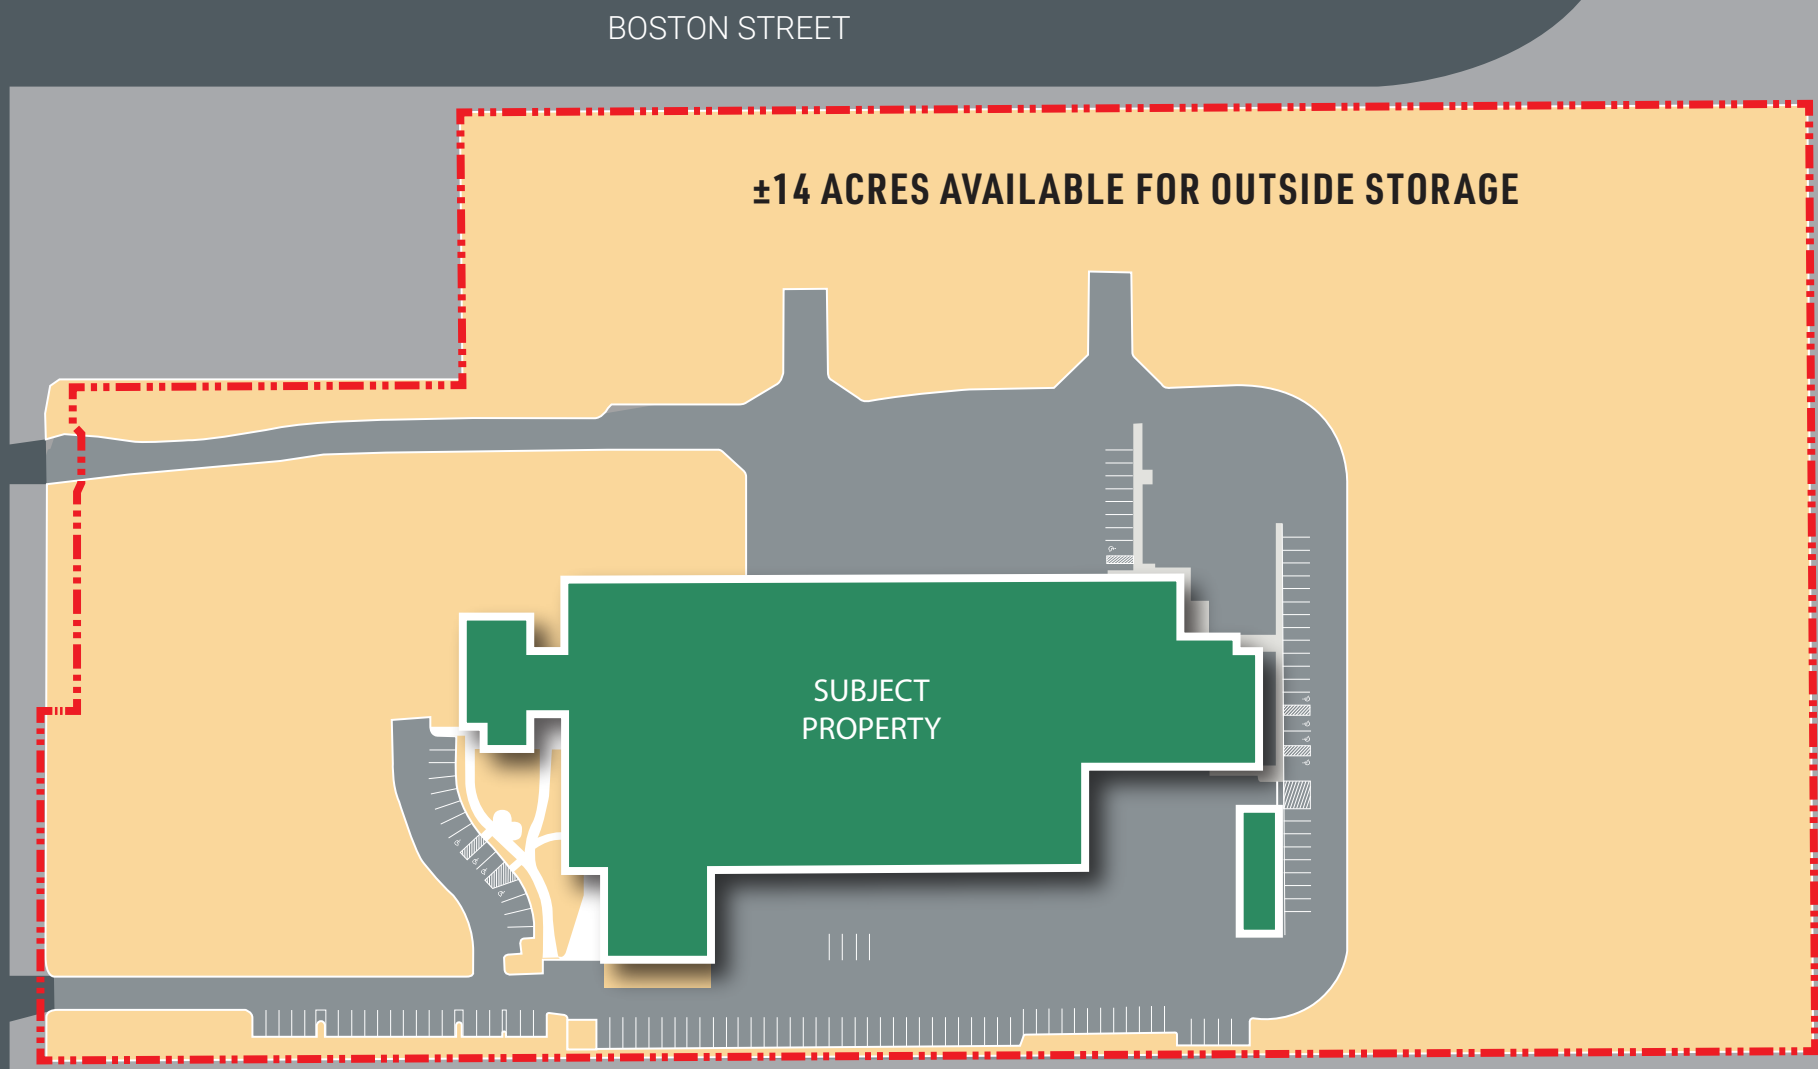 BOSTON STREET
±14 ACRES AVAILABLE FOR OUTSIDE STORAGE
SUBJECT
PROPERTY